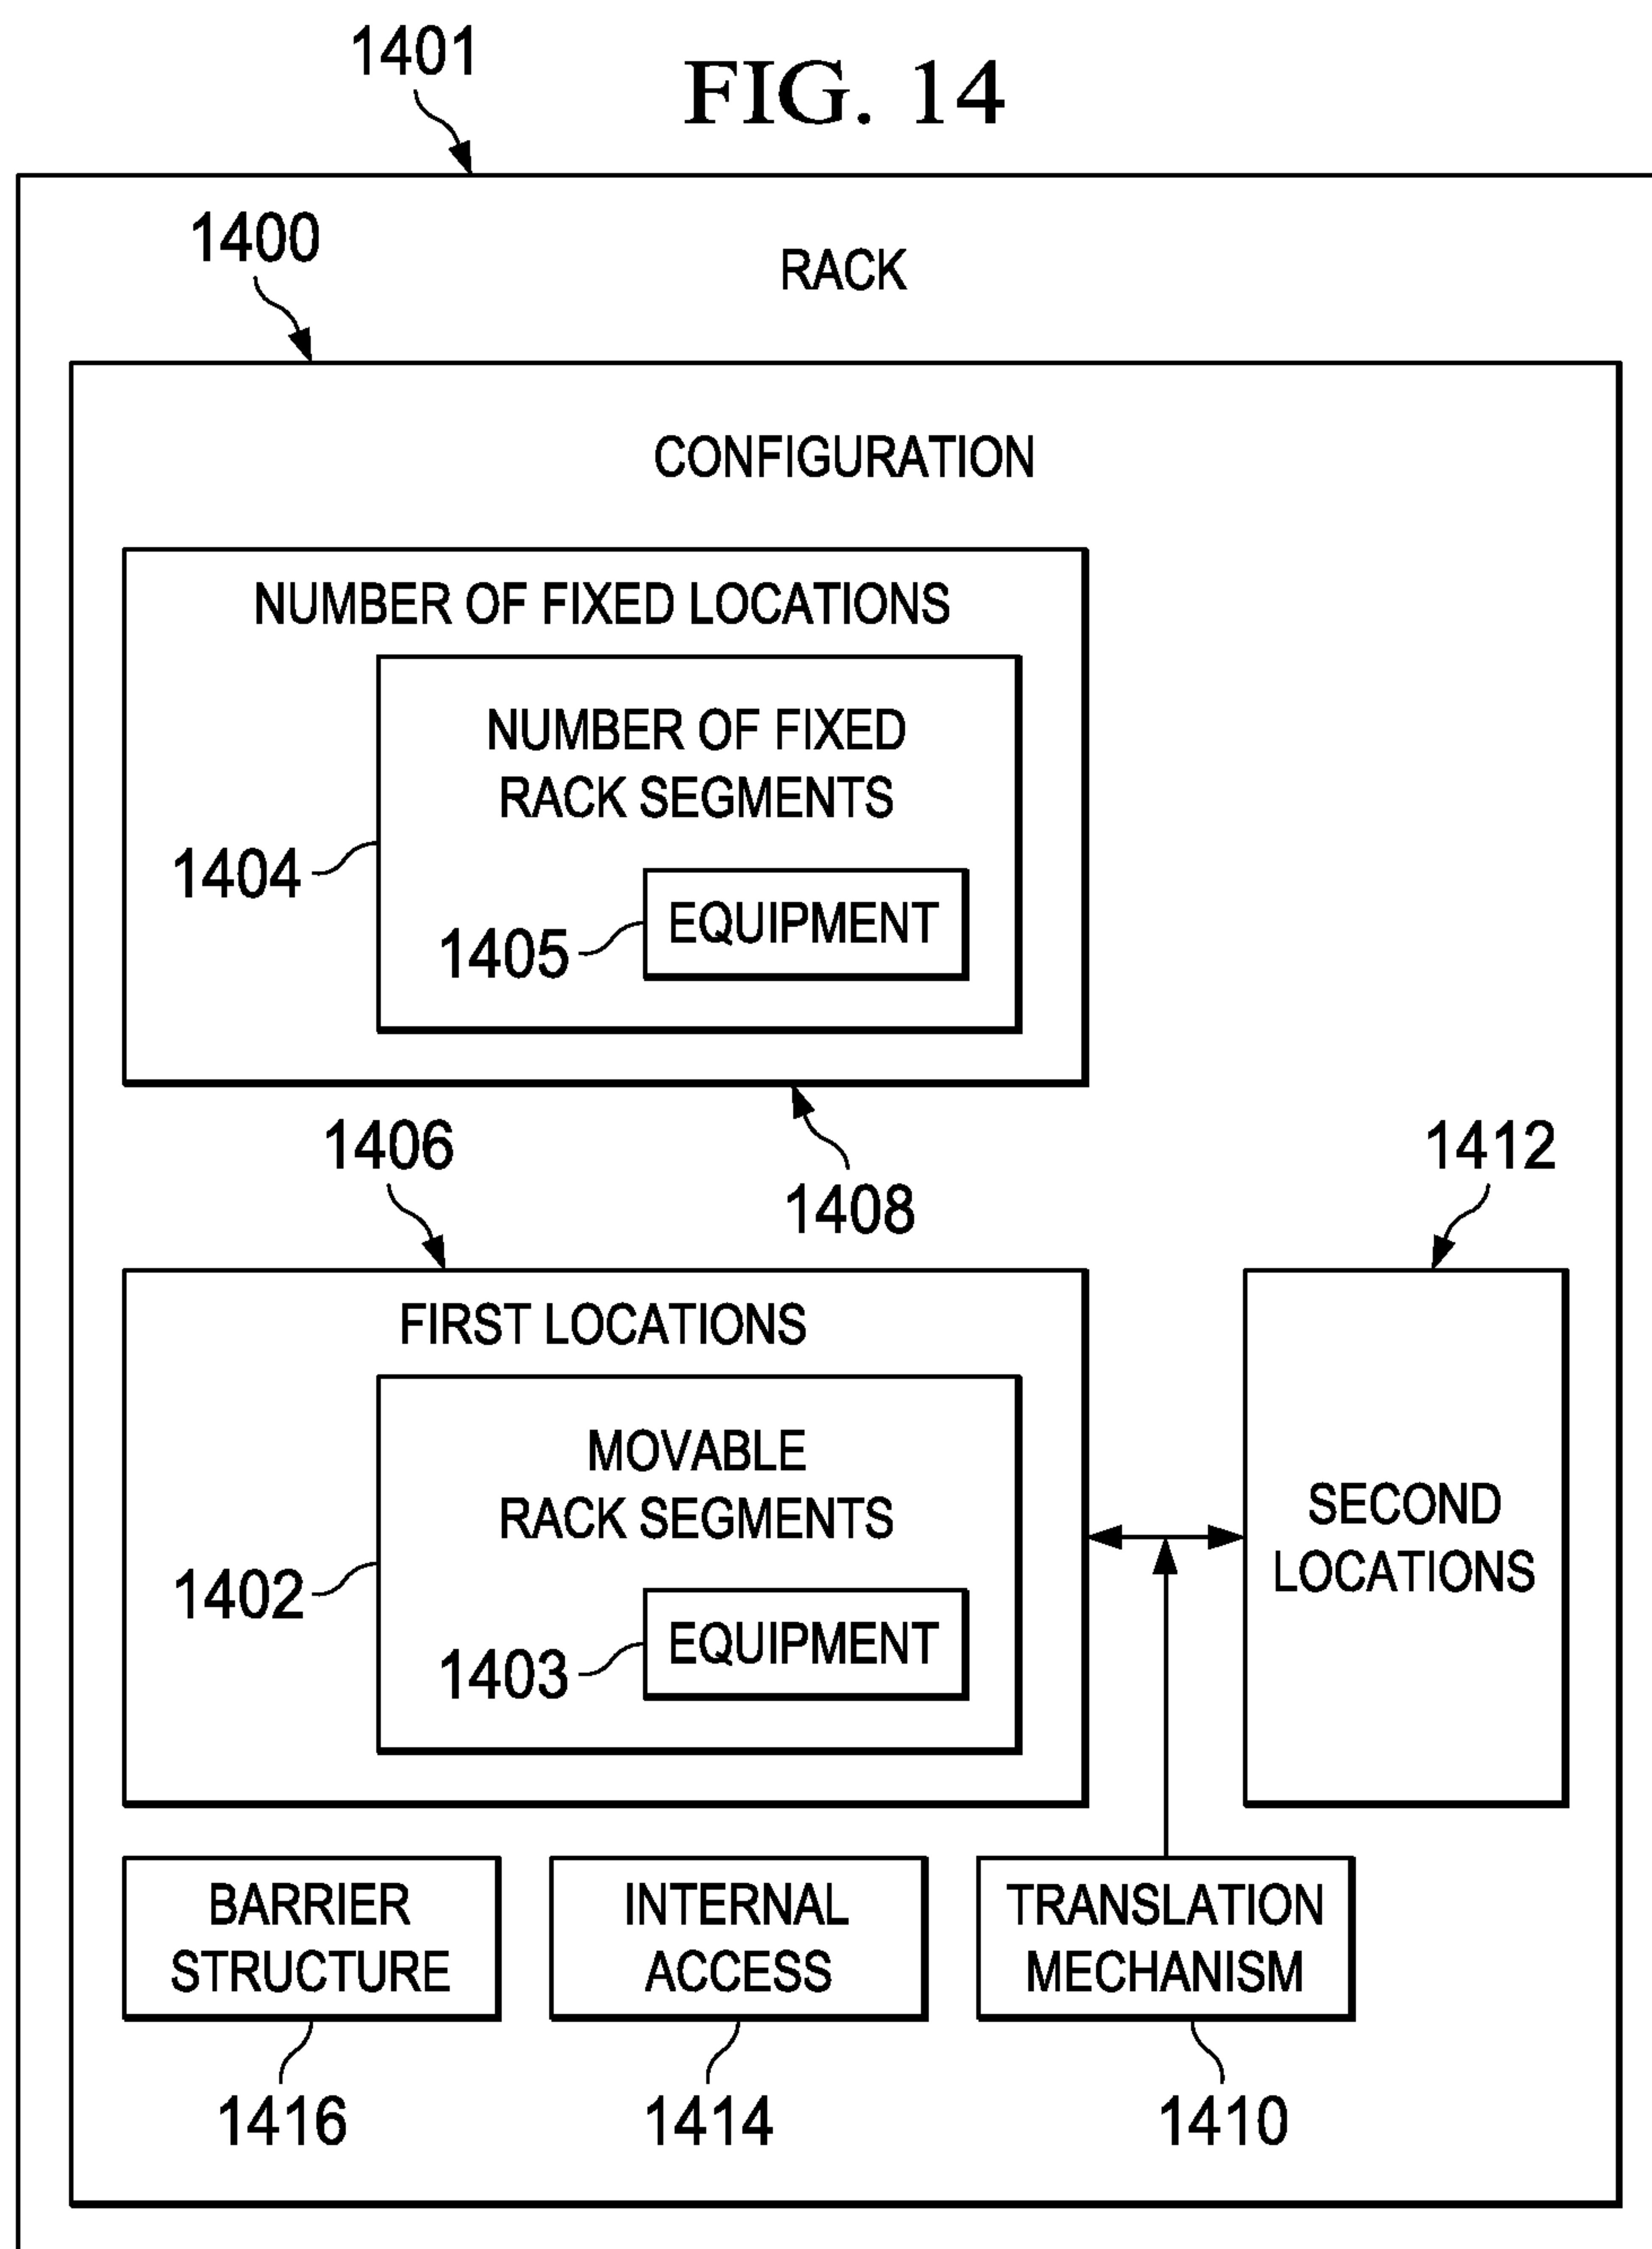 1401
FIG. 14
1400
RACK
CONFIGURATION
NUMBER OF FIXED LOCATIONS
NUMBER OF FIXED
RACK SEGMENTS
1404
EQUIPMENT
1405
1406
1408
1412
FIRST LOCATIONS
MOVABLE
RACK SEGMENTS
1402
EQUIPMENT
1403
SECOND
LOCATIONS
BARRIER
STRUCTURE
INTERNAL
ACCESS
TRANSLATION
MECHANISM
1416
1414
1410